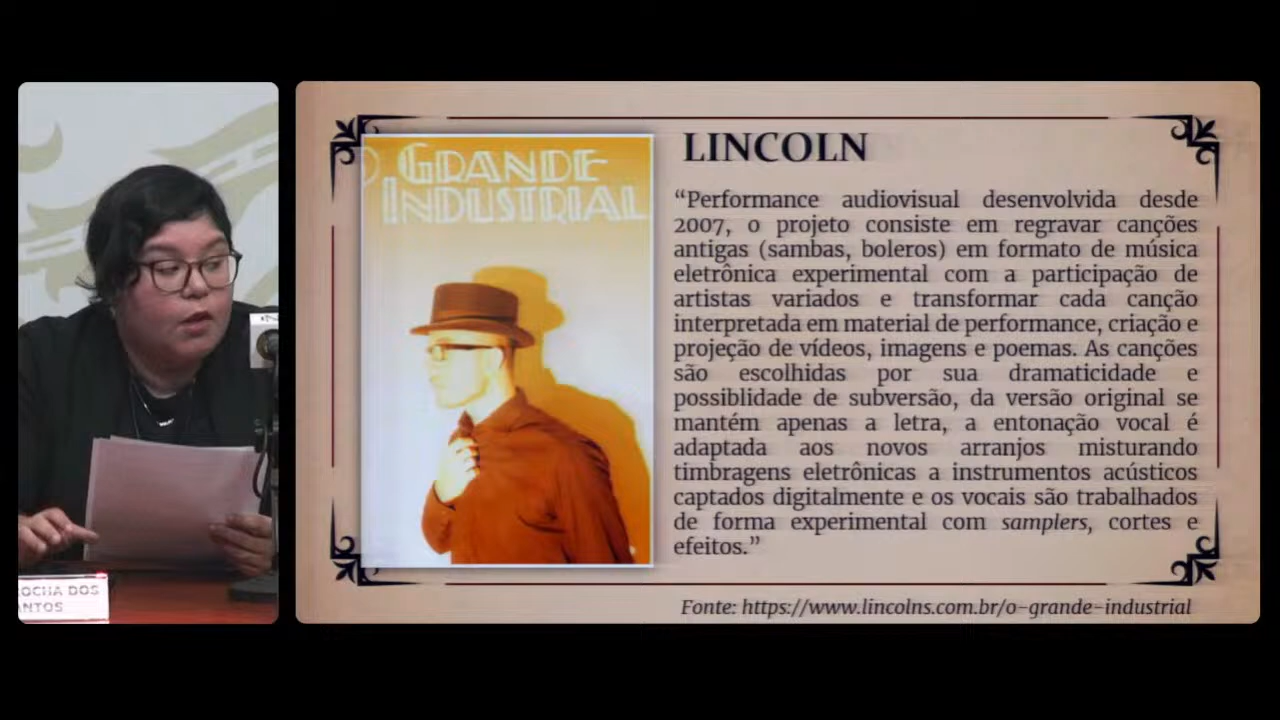 O GRANDE
INDUSTRIAL
LINCOLN
“Performance audiovisual desenvolvida desde
2007, o projeto consiste em regravar canções
antigas (sambas, boleros) em formato de música
eletrônica experimental com a participação de
artistas variados e transformar cada canção
interpretada em material de performance, criação e
projeção de vídeos, imagens e poemas. As canções
são escolhidas por sua dramaticidade e
possiblidade de subversão, da versão original se
mantém apenas a letra, a entonação vocal é
adaptada aos novos arranjos misturando
timbragens eletrônicas a instrumentos acústicos
captados digitalmente e os vocais são trabalhados
de forma experimental com samplers, cortes e
efeitos.”
Fonte: https://www.lincolns.com.br/o-grande-industrial
OCHA DOS
ANTOS